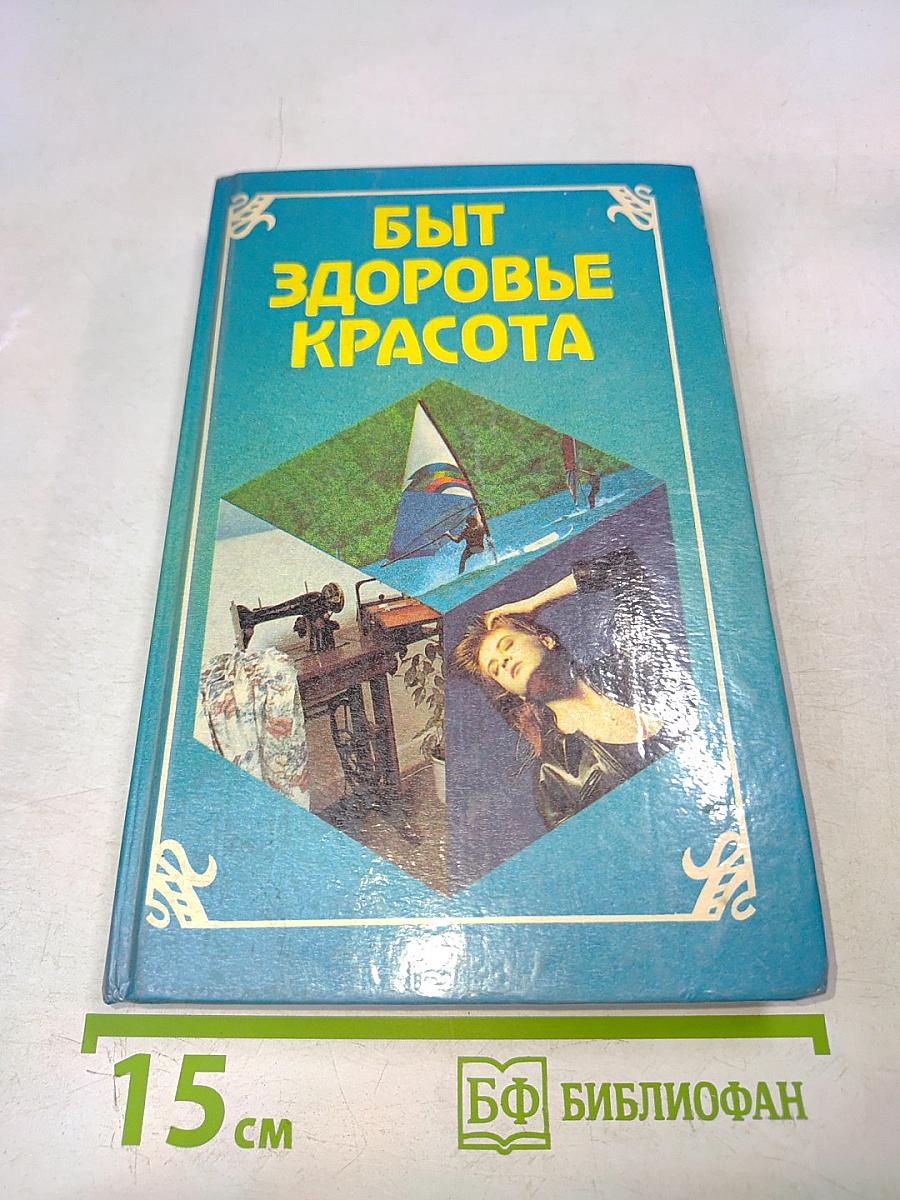 БЫТ
ЗДОРОВЬЕ
КРАСОТА
15 см
БФ БИБЛИОФАН